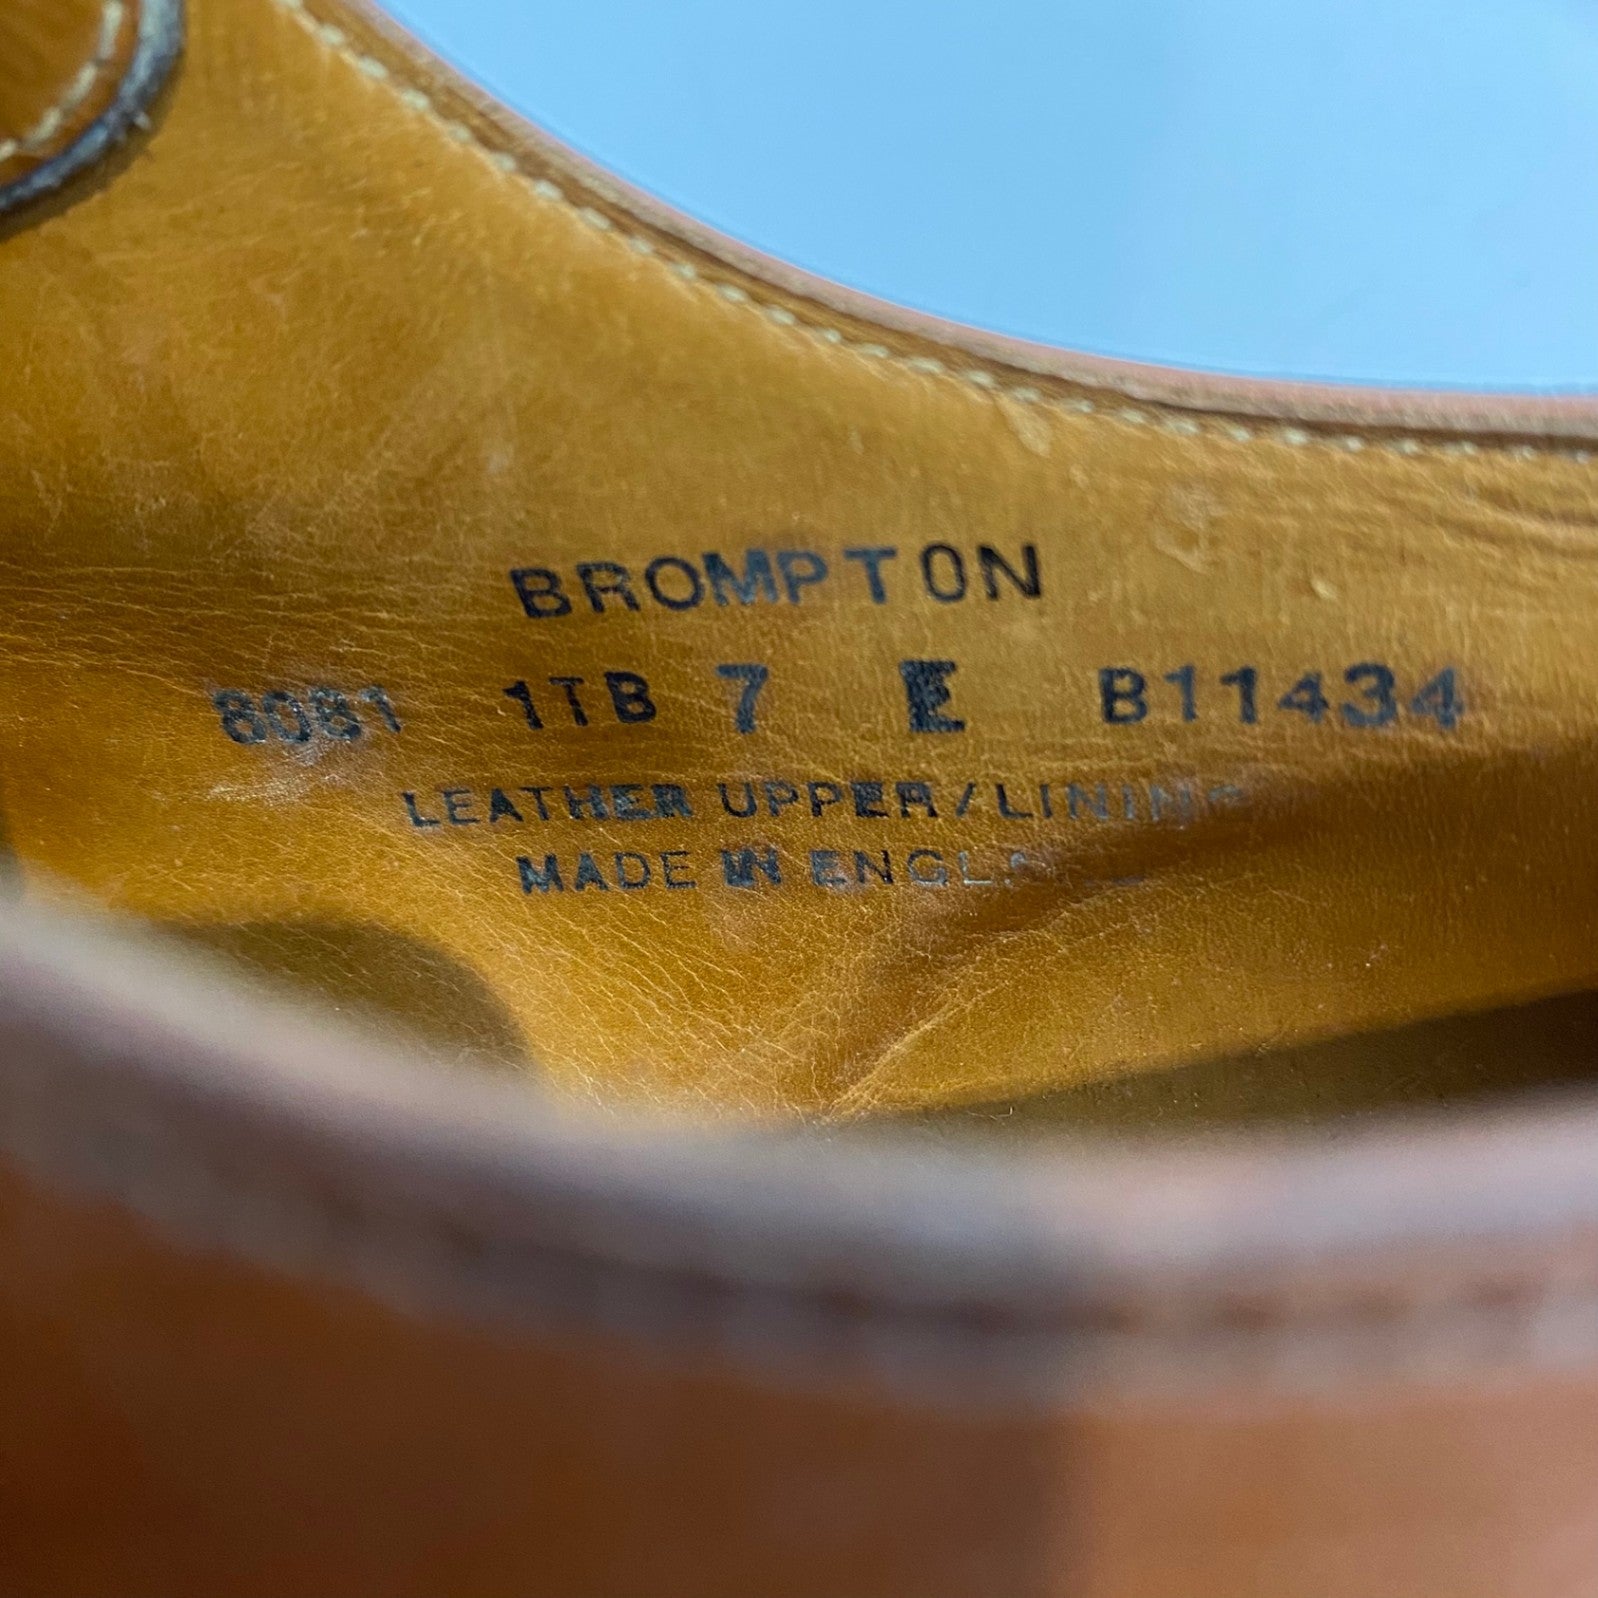 BROMPTON
8081 1TB 7 E B11434
LEATHER UPPER/LINING
MADE IN ENGLAND